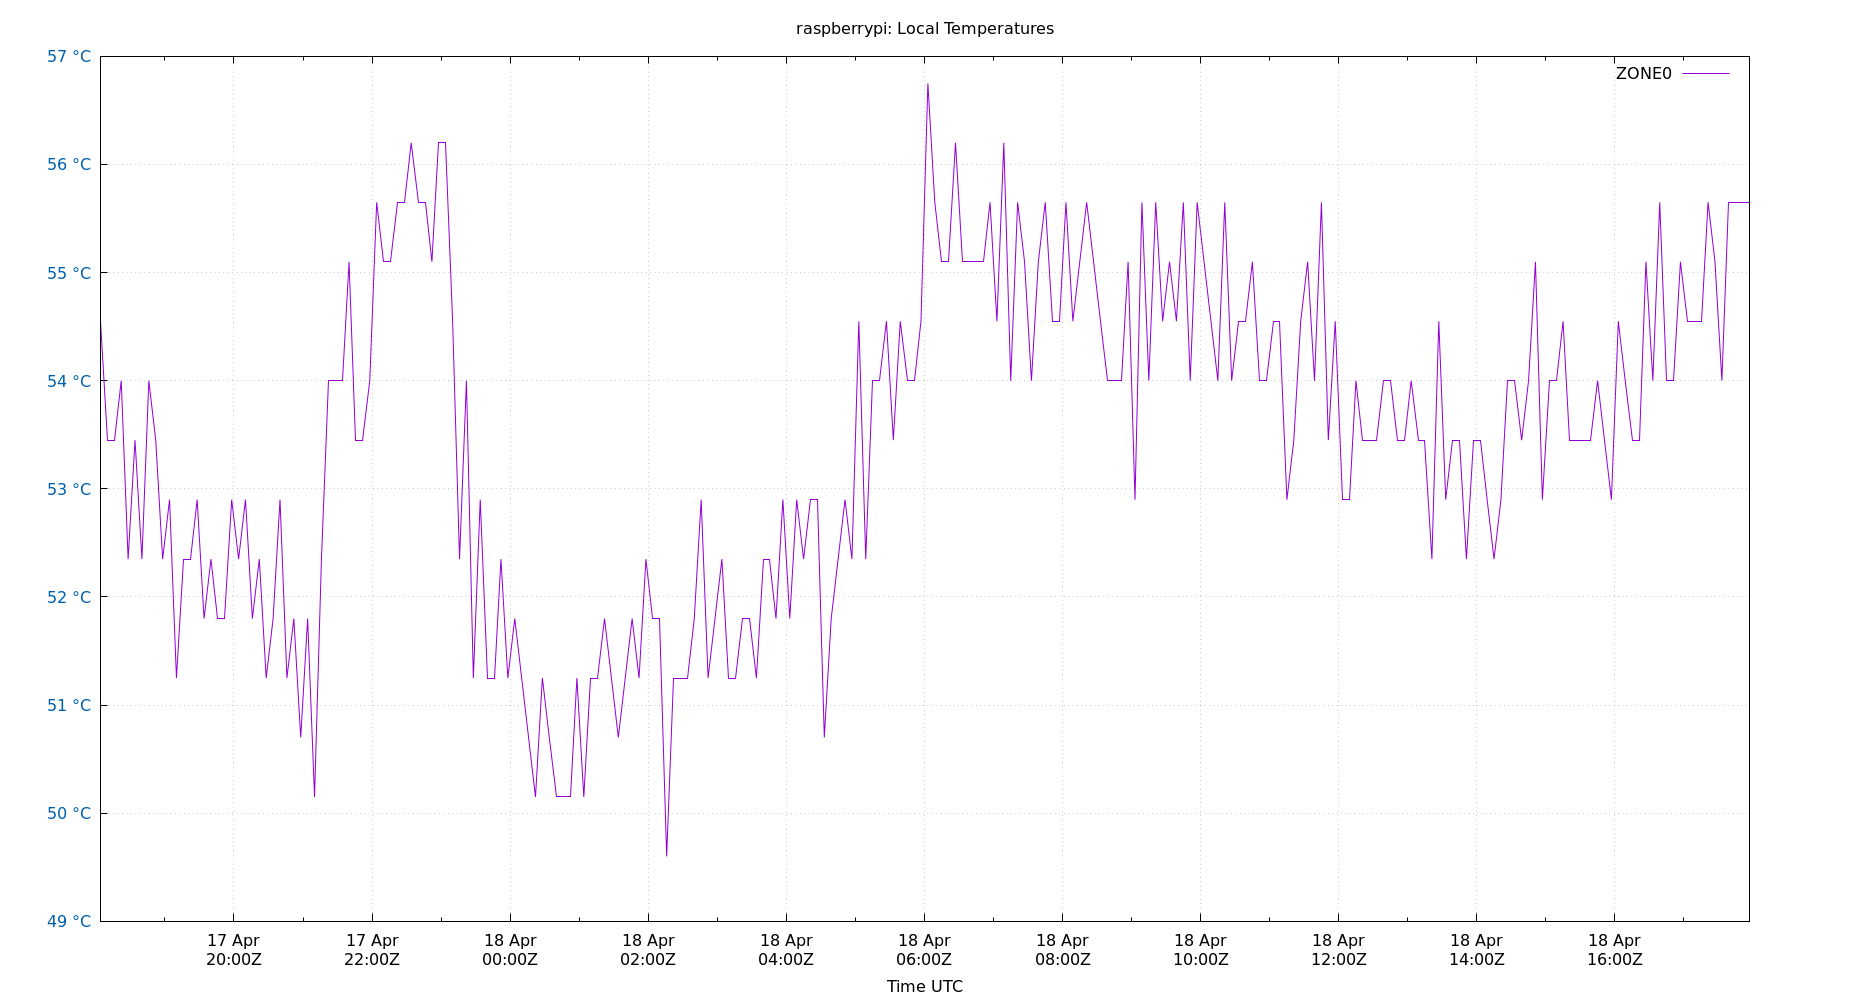 raspberrypi: Local Temperatures
57 °C
ZONE0
56 °C
55 °C
54 °C
53 °C
52 °C
51 °C
50 °C
49 °C
17 Apr
20:00Z
17 Apr
22:00Z
18 Apr
00:00Z
18 Apr
02:00Z
18 Apr
04:00Z
18 Apr
06:00Z
18 Apr
08:00Z
18 Apr
10:00Z
18 Apr
12:00Z
18 Apr
14:00Z
18 Apr
16:00Z
Time UTC